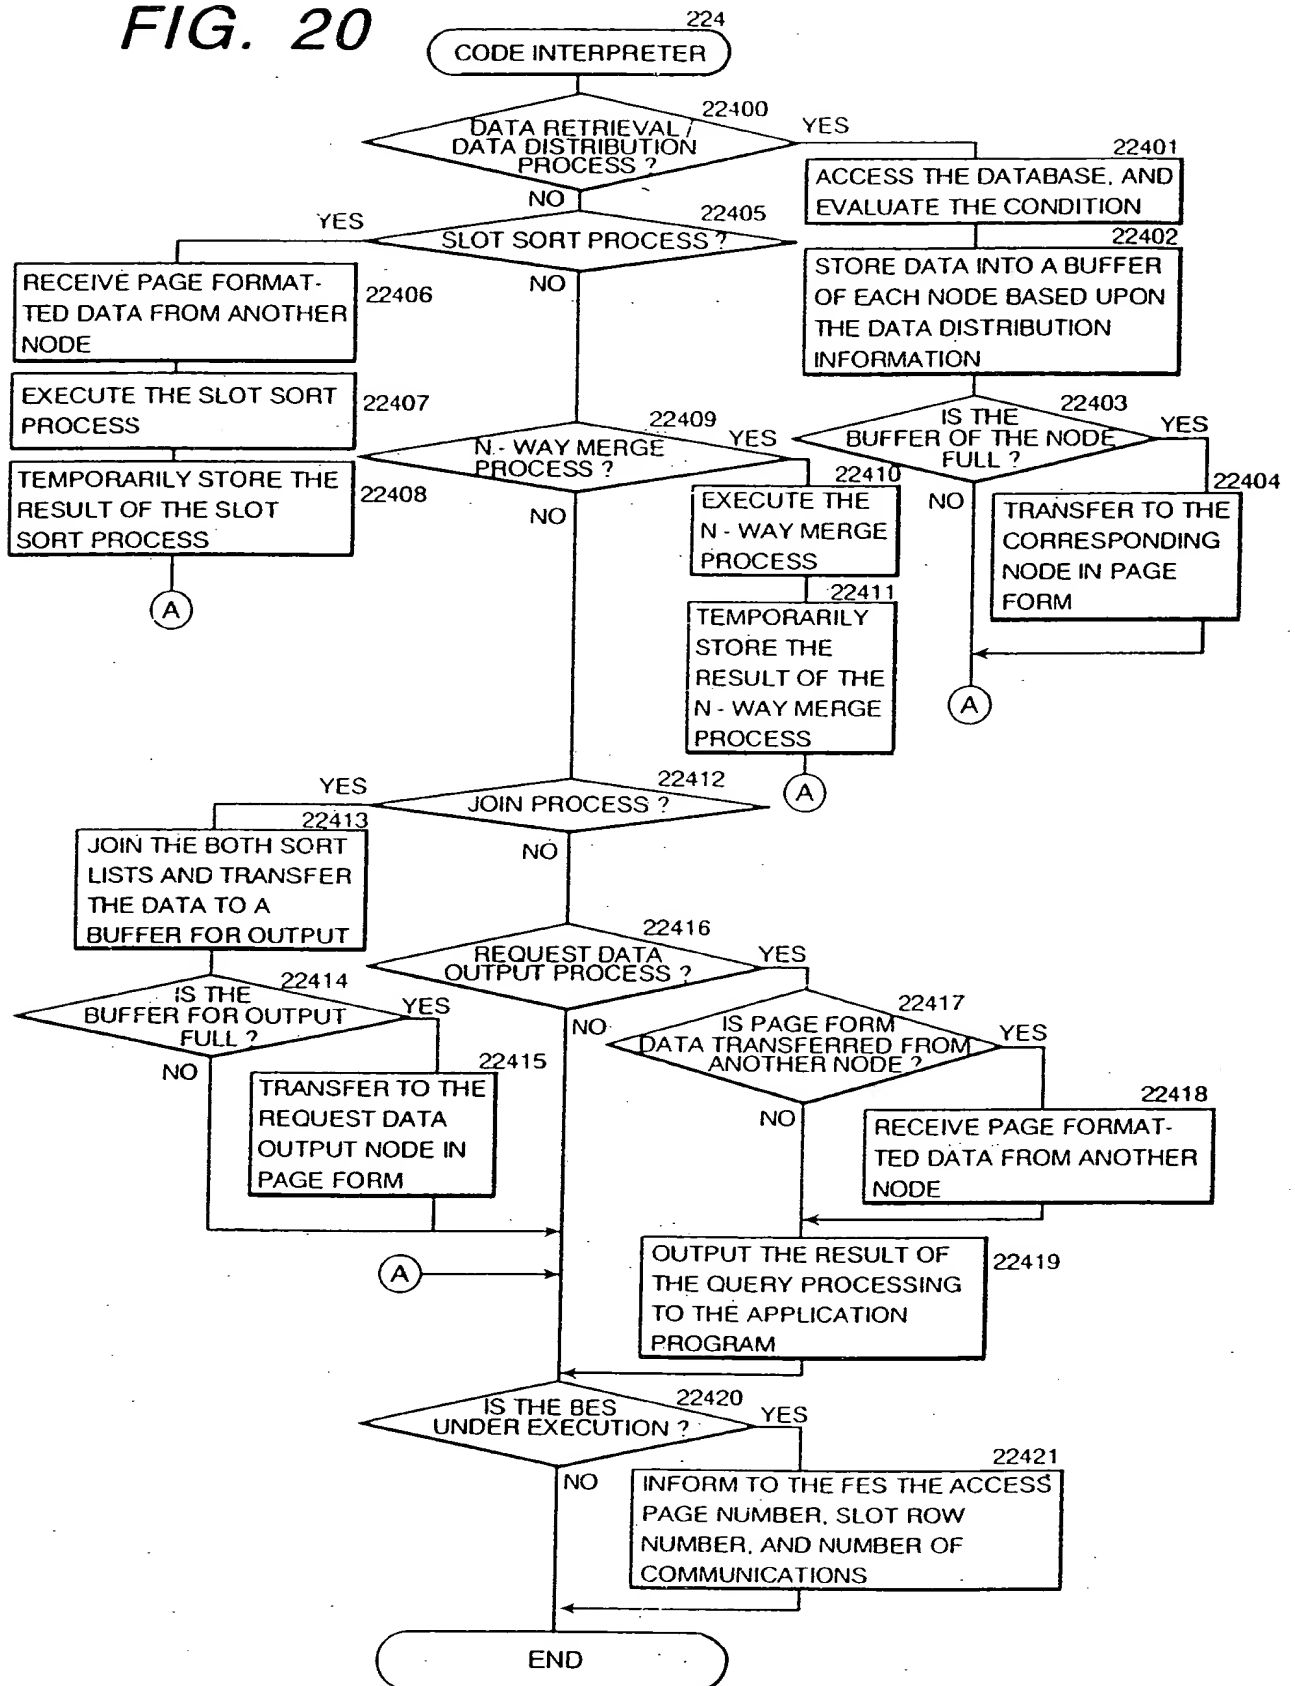 FIG. 20
224
CODE INTERPRETER
22400
DATA RETRIEVAL /
DATA DISTRIBUTION
PROCESS ?
YES
NO
22401
ACCESS THE DATABASE, AND
EVALUATE THE CONDITION
22402
STORE DATA INTO A BUFFER
OF EACH NODE BASED UPON
THE DATA DISTRIBUTION
INFORMATION
22403
IS THE
BUFFER OF THE NODE
FULL ?
YES
NO
22404
TRANSFER TO THE
CORRESPONDING
NODE IN PAGE
FORM
A
22405
SLOT SORT PROCESS ?
YES
NO
RECEIVE PAGE FORMAT-
TED DATA FROM ANOTHER
NODE
22406
EXECUTE THE SLOT SORT
PROCESS
22407
TEMPORARILY STORE THE
RESULT OF THE SLOT
SORT PROCESS
22408
A
22409
N - WAY MERGE
PROCESS ?
YES
NO
22410
EXECUTE THE
N - WAY MERGE
PROCESS
22411
TEMPORARILY
STORE THE
RESULT OF THE
N - WAY MERGE
PROCESS
A
22412
JOIN PROCESS ?
YES
NO
22413
JOIN THE BOTH SORT
LISTS AND TRANSFER
THE DATA TO A
BUFFER FOR OUTPUT
22414
IS THE
BUFFER FOR OUTPUT
FULL ?
YES
NO
22415
TRANSFER TO THE
REQUEST DATA
OUTPUT NODE IN
PAGE FORM
22416
REQUEST DATA
OUTPUT PROCESS ?
YES
NO
22417
IS PAGE FORM
DATA TRANSFERRED FROM
ANOTHER NODE ?
YES
NO
22418
RECEIVE PAGE FORMAT-
TED DATA FROM ANOTHER
NODE
OUTPUT THE RESULT OF
THE QUERY PROCESSING
TO THE APPLICATION
PROGRAM
22419
A
22420
IS THE BES
UNDER EXECUTION ?
YES
NO
22421
INFORM TO THE FES THE ACCESS
PAGE NUMBER, SLOT ROW
NUMBER, AND NUMBER OF
COMMUNICATIONS
END